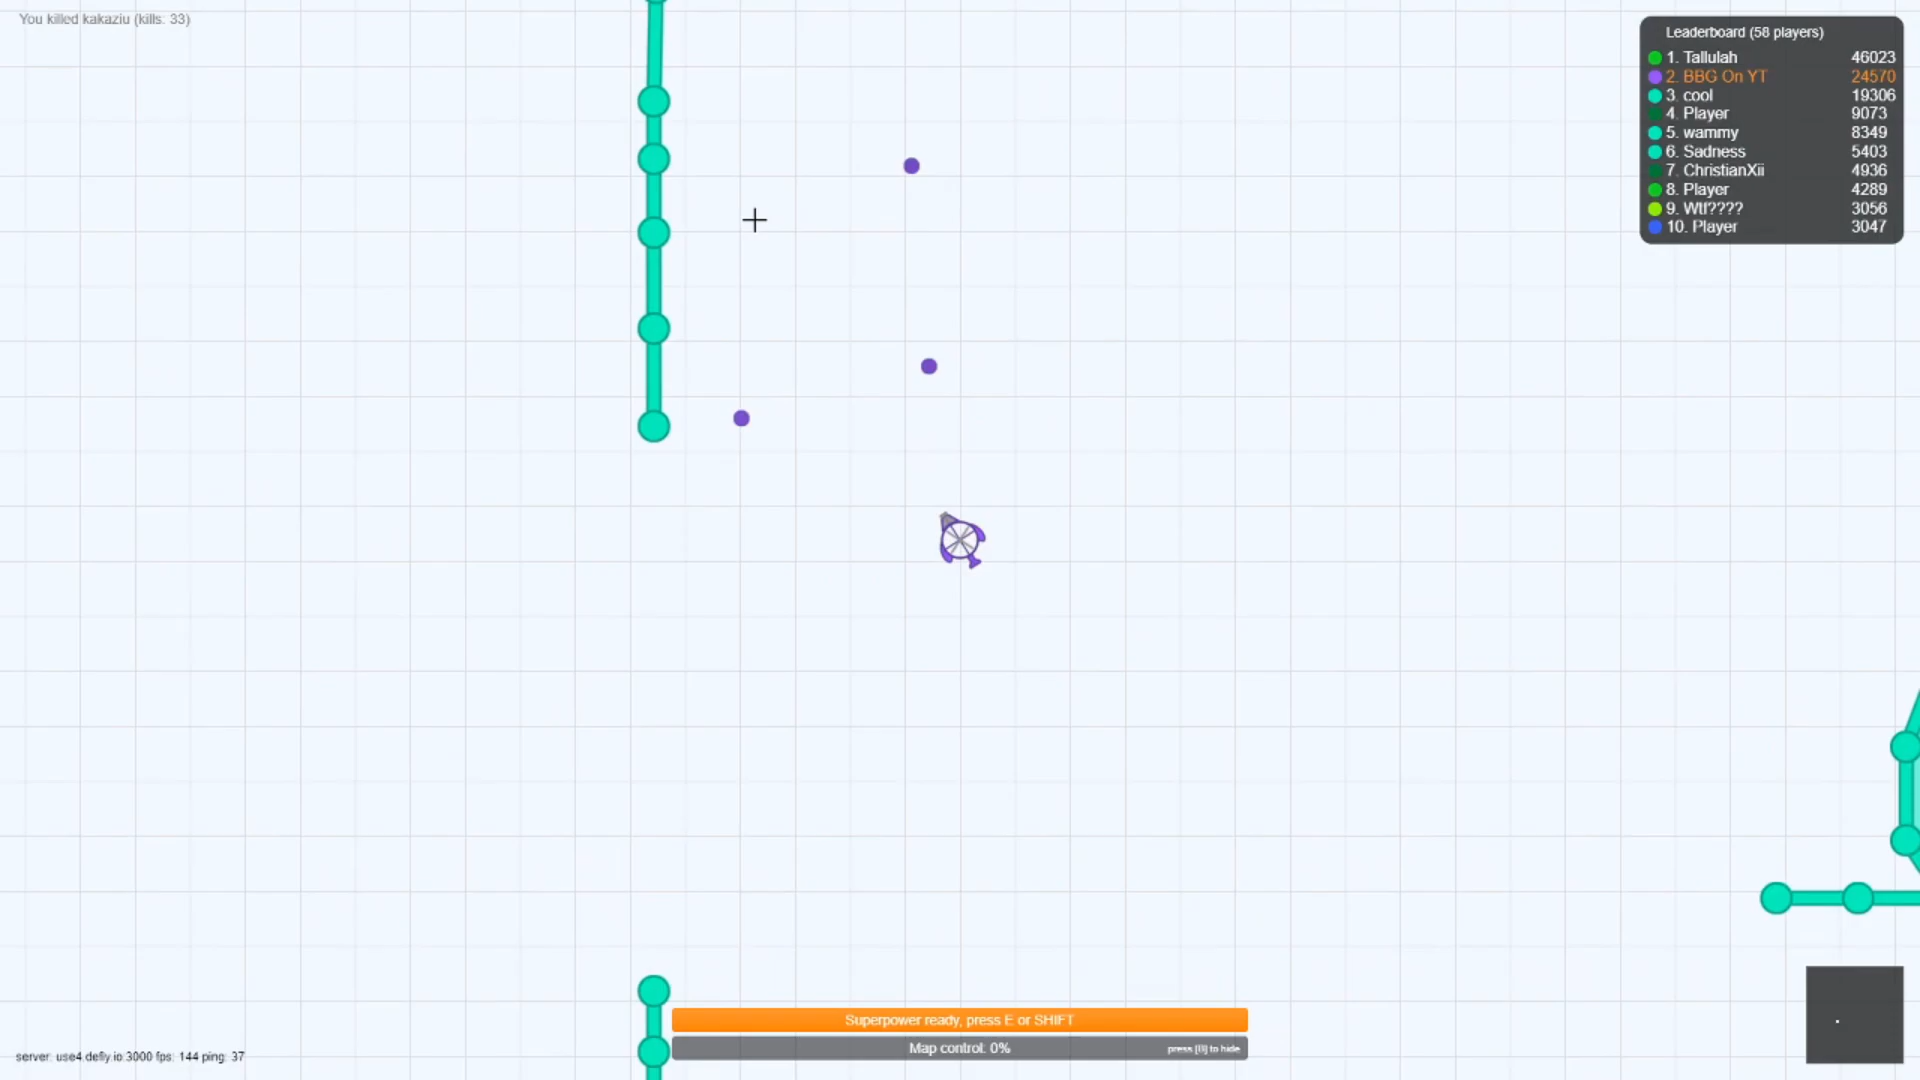 You killed kakaziu (kills: 33)
Leaderboard (58 players)
1. Tallulah 46023
2. BBG On YT 24570
3. cool 19306
4. Player 9073
5. wammy 8349
6. Sadness 5403
7. ChristianXii 4936
8. Player 4289
9. Wtf???? 3056
10. Player 3047
Superpower ready, press E or SHIFT
Map control: 0% press [B] to hide
server: use4.defly.io:3000 fps: 144 ping: 37